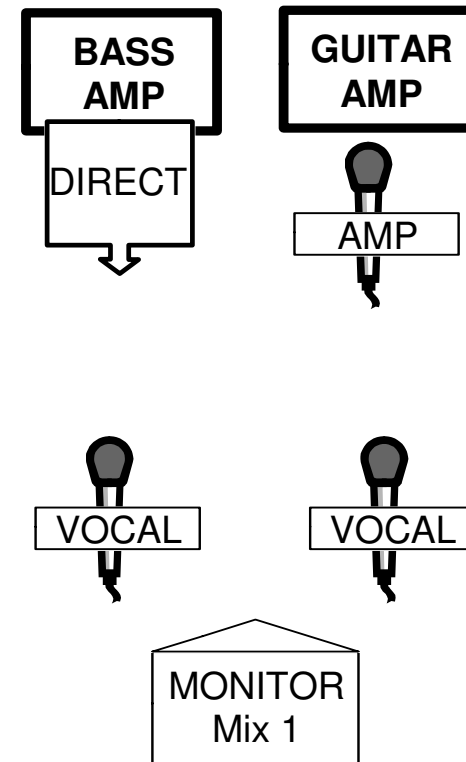 BASS
AMP
GUITAR
AMP
DIRECT
AMP
VOCAL
VOCAL
MONITOR
Mix 1